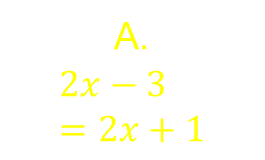 A.
2x − 3
= 2x + 1